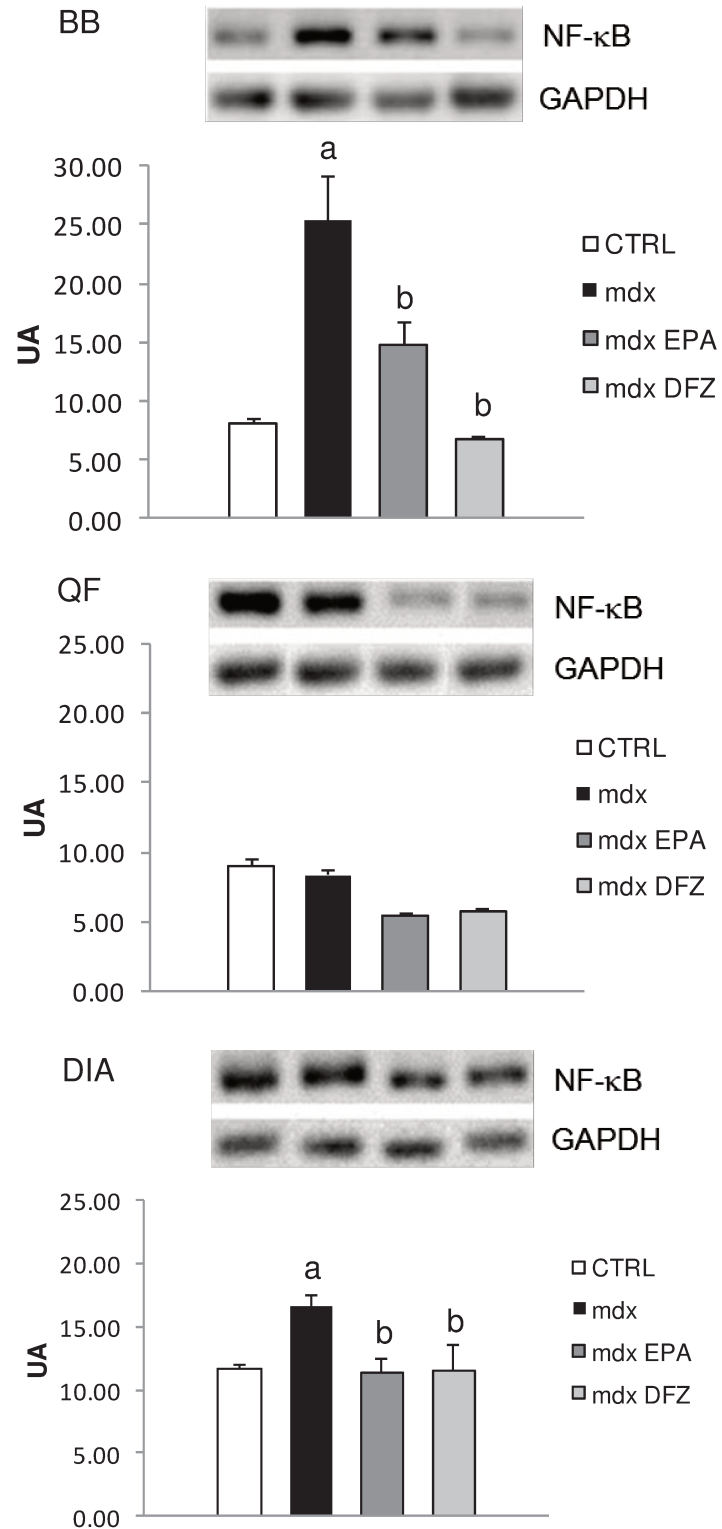 BB
NF-κB
GAPDH
a
30.00
25.00
b
20.00
15.00
b
10.00
5.00
0.00
UA
CTRL
mdx
mdx EPA
mdx DFZ
QF
NF-κB
GAPDH
25.00
20.00
15.00
10.00
5.00
0.00
UA
CTRL
mdx
mdx EPA
mdx DFZ
DIA
NF-κB
GAPDH
25.00
20.00
a
15.00
b
b
10.00
5.00
0.00
UA
CTRL
mdx
mdx EPA
mdx DFZ